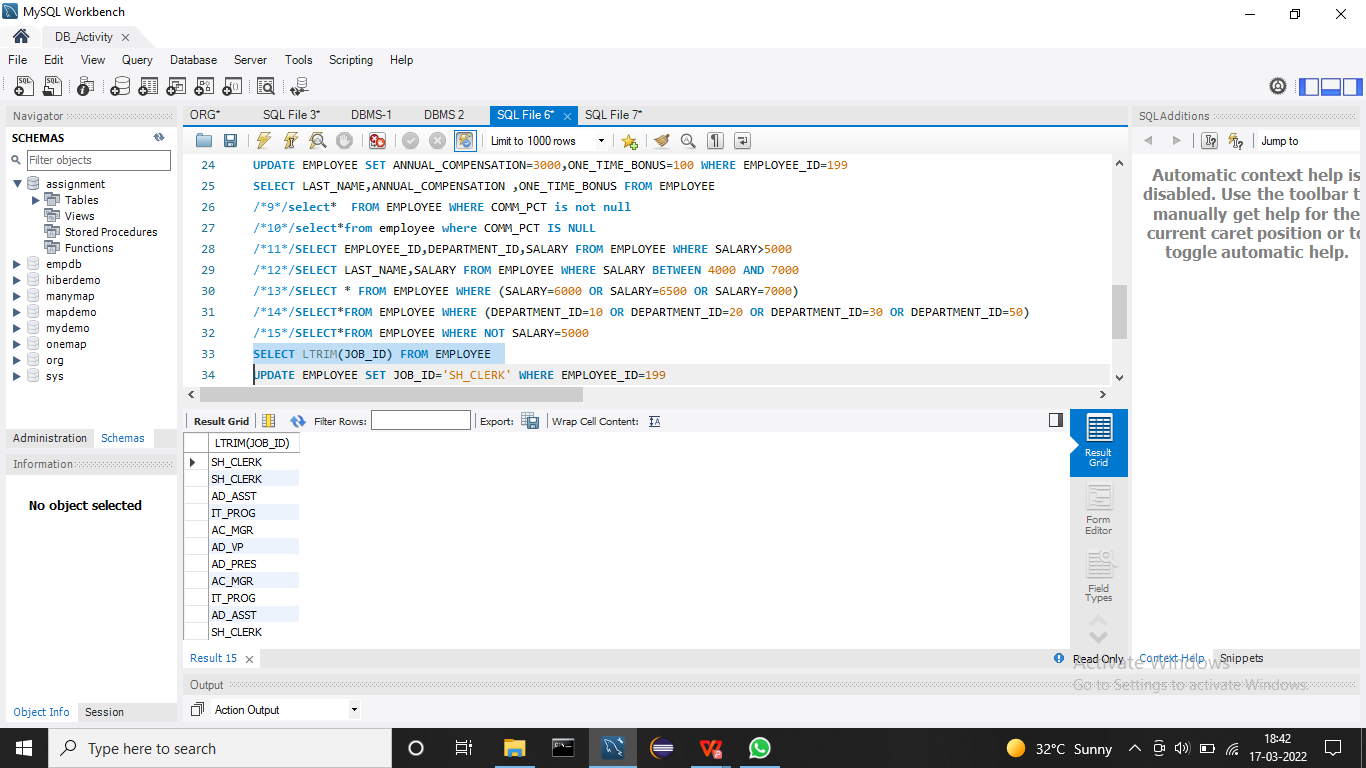 MySQL Workbench
DB_Activity
File Edit View Query Database Server Tools Scripting Help
Navigator
SCHEMAS
Filter objects
assignment
Tables
Views
Stored Procedures
Functions
empdb
hiberdemo
manymap
mapdemo
mydemo
onemap
org
sys
Administration Schemas
Information
No object selected
Object Info Session
ORG* SQL File 3* DBMS-1 DBMS 2 SQL File 6* SQL File 7*
Limit to 1000 rows
24 UPDATE EMPLOYEE SET ANNUAL_COMPENSATION=3000,ONE_TIME_BONUS=100 WHERE EMPLOYEE_ID=199
25 SELECT LAST_NAME,ANNUAL_COMPENSATION ,ONE_TIME_BONUS FROM EMPLOYEE
26 /*9*/select*  FROM EMPLOYEE WHERE COMM_PCT is not null
27 /*10*/select*from employee where COMM_PCT IS NULL
28 /*11*/SELECT EMPLOYEE_ID,DEPARTMENT_ID,SALARY FROM EMPLOYEE WHERE SALARY>5000
29 /*12*/SELECT LAST_NAME,SALARY FROM EMPLOYEE WHERE SALARY BETWEEN 4000 AND 7000
30 /*13*/SELECT * FROM EMPLOYEE WHERE (SALARY=6000 OR SALARY=6500 OR SALARY=7000)
31 /*14*/SELECT*FROM EMPLOYEE WHERE (DEPARTMENT_ID=10 OR DEPARTMENT_ID=20 OR DEPARTMENT_ID=30 OR DEPARTMENT_ID=50)
32 /*15*/SELECT*FROM EMPLOYEE WHERE NOT SALARY=5000
33 SELECT LTRIM(JOB_ID) FROM EMPLOYEE
34 UPDATE EMPLOYEE SET JOB_ID='SH_CLERK' WHERE EMPLOYEE_ID=199
Result Grid Filter Rows: Export: Wrap Cell Content:
LTRIM(JOB_ID)
SH_CLERK
SH_CLERK
AD_ASST
IT_PROG
AC_MGR
AD_VP
AD_PRES
AC_MGR
IT_PROG
AD_ASST
SH_CLERK
Result Grid
Form Editor
Field Types
Result 15
Read Only
Output
Action Output
SQLAdditions
Jump to
Automatic context help is
disabled. Use the toolbar t
manually get help for the
current caret position or to
toggle automatic help.
Context Help Snippets
Activate Windows
Go to Settings to activate Windows.
Type here to search
32°C Sunny
18:42
17-03-2022